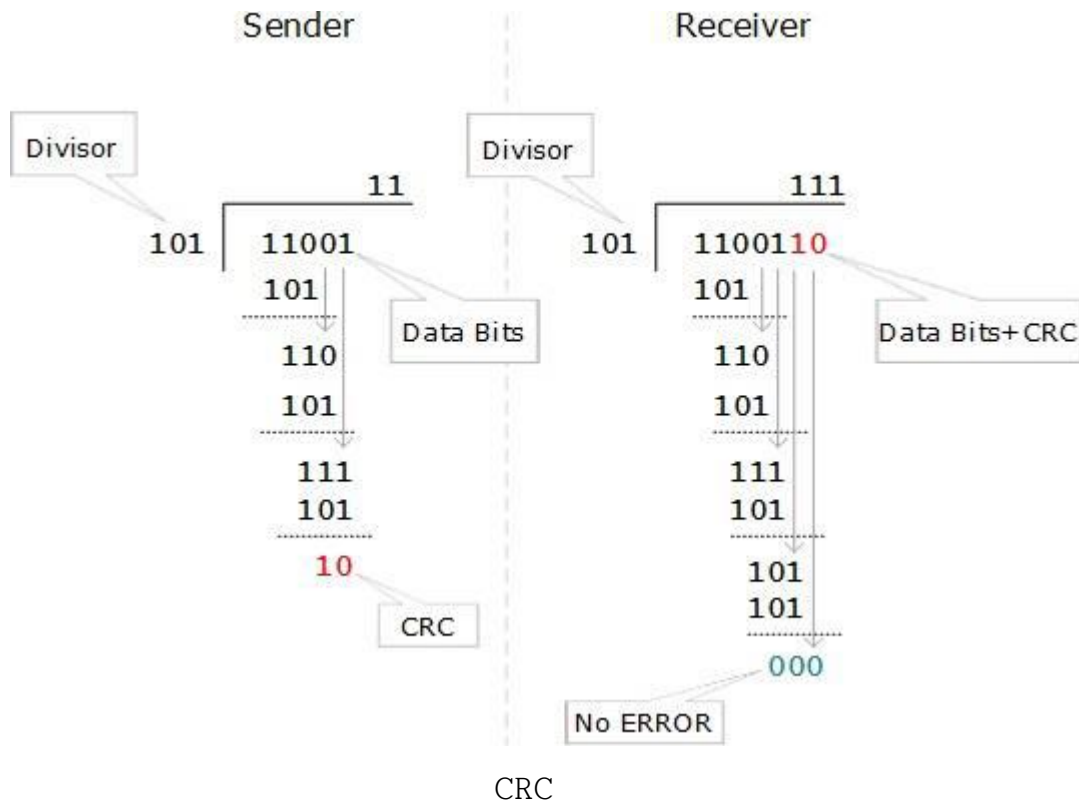 Sender
Receiver
Divisor
11
101
11001
101
Data Bits
110
101
111
101
10
CRC
Divisor
111
101
1100110
101
Data Bits+CRC
110
101
111
101
101
101
000
No ERROR
CRC